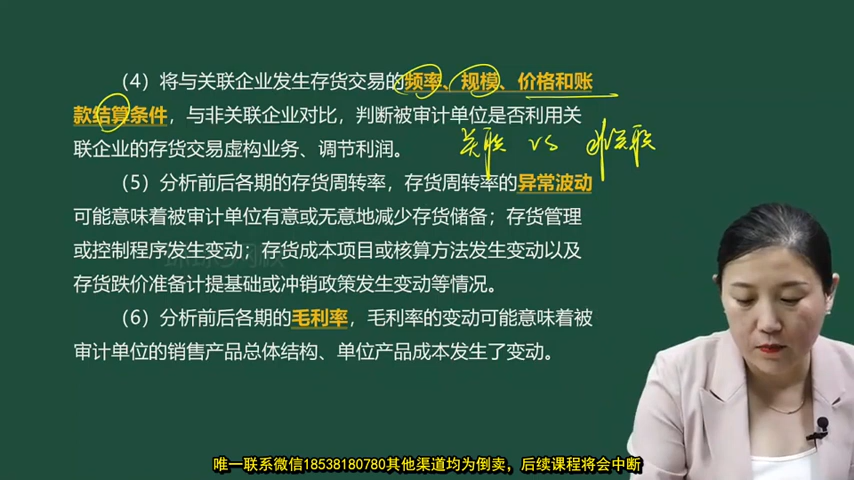 （4）将与关联企业发生存货交易的频率、规模、价格和账
款结算条件，与非关联企业对比，判断被审计单位是否利用关
联企业的存货交易虚构业务、调节利润。
关联 VS 非关联
（5）分析前后各期的存货周转率，存货周转率的异常波动
可能意味着被审计单位有意或无意地减少存货储备；存货管理
或控制程序发生变动；存货成本项目或核算方法发生变动以及
存货跌价准备计提基础或冲销政策发生变动等情况。
（6）分析前后各期的毛利率，毛利率的变动可能意味着被
审计单位的销售产品总体结构、单位产品成本发生了变动。
唯一联系微信18538180780其他渠道均为倒卖，后续课程将会中断